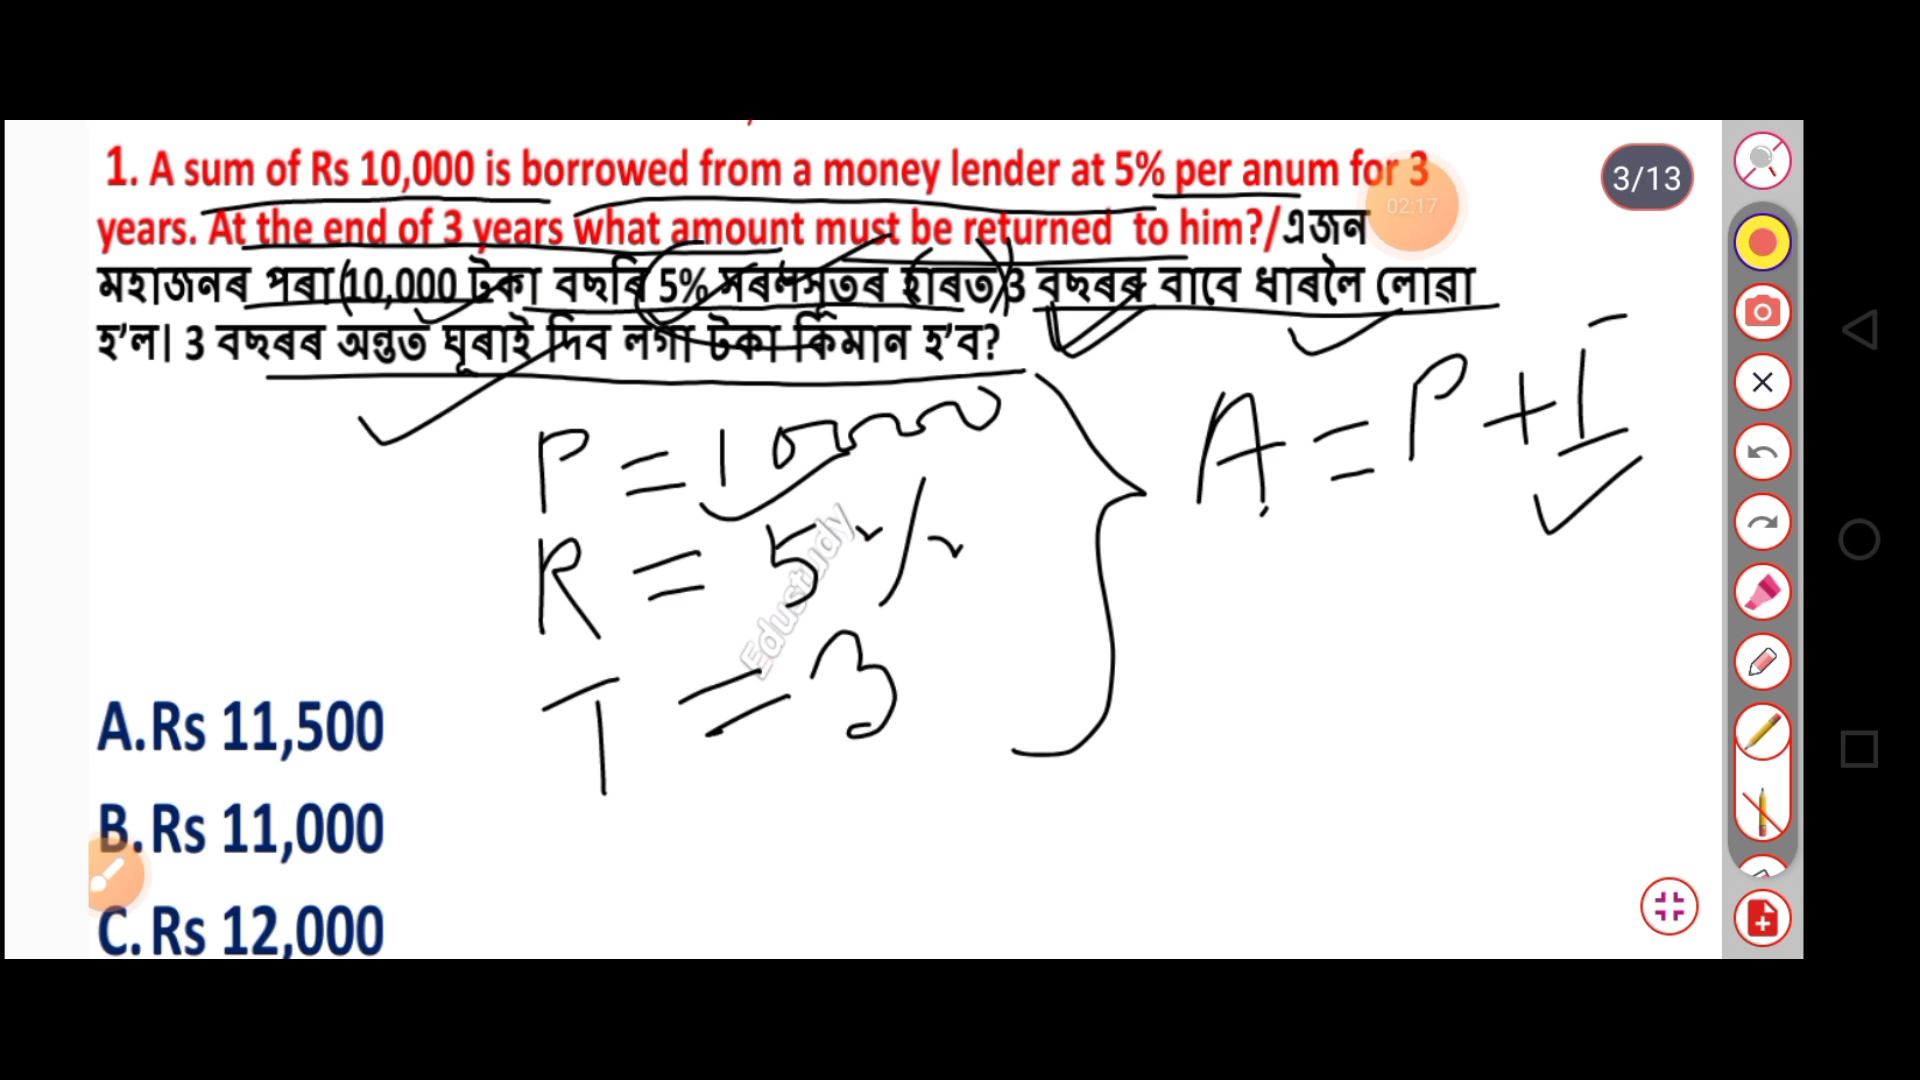 1. A sum of Rs 10,000 is borrowed from a money lender at 5% per anum for 3
years. At the end of 3 years what amount must be returned to him?/এজন
মহাজনৰ পৰা 10,000 টকা বছৰি 5% সৰল সূতৰ হাৰত 3 বছৰৰ বাবে ধাৰলৈ লোৱা
হ’ল। 3 বছৰৰ অন্তত ঘূৰাই দিব লগা টকা কিমান হ’ব?
3/13
02:17
P = 10000
R = 5%
T = 3
A = P + I
Edustudy
A. Rs 11,500
B. Rs 11,000
C. Rs 12,000